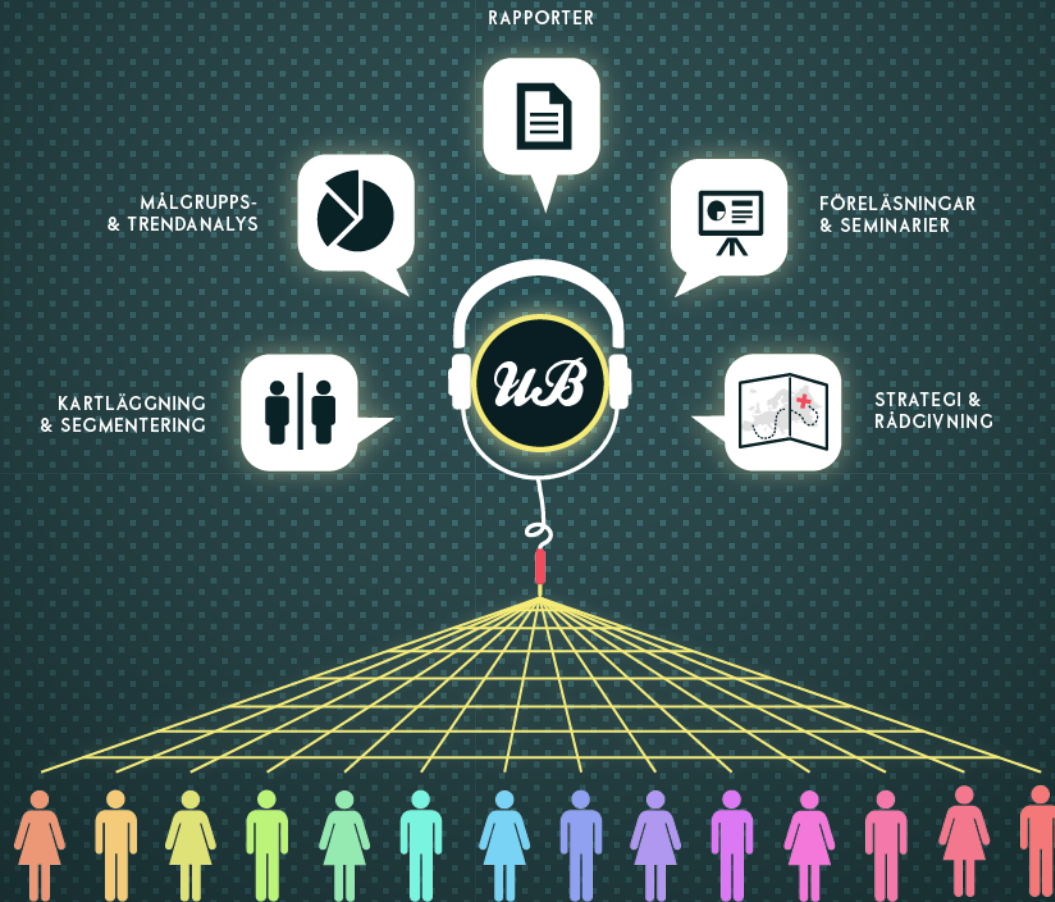 RAPPORTER
MÅLGRUPPS-
& TRENDANALYS
FÖRELÄSNINGAR
& SEMINARIER
UB
KARTLÄGGNING
& SEGMENTERING
STRATEGI &
RÅDGIVNING